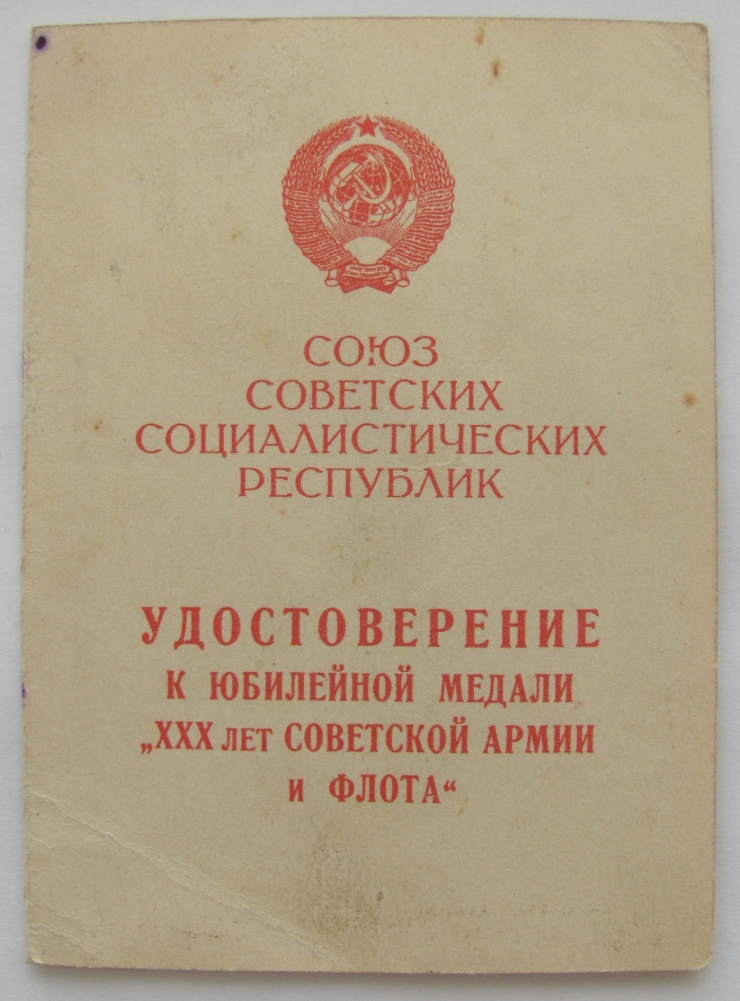 СОЮЗ
СОВЕТСКИХ
СОЦИАЛИСТИЧЕСКИХ
РЕСПУБЛИК
УДОСТОВЕРЕНИЕ
К ЮБИЛЕЙНОЙ МЕДАЛИ
„XXX ЛЕТ СОВЕТСКОЙ АРМИИ
И ФЛОТА“